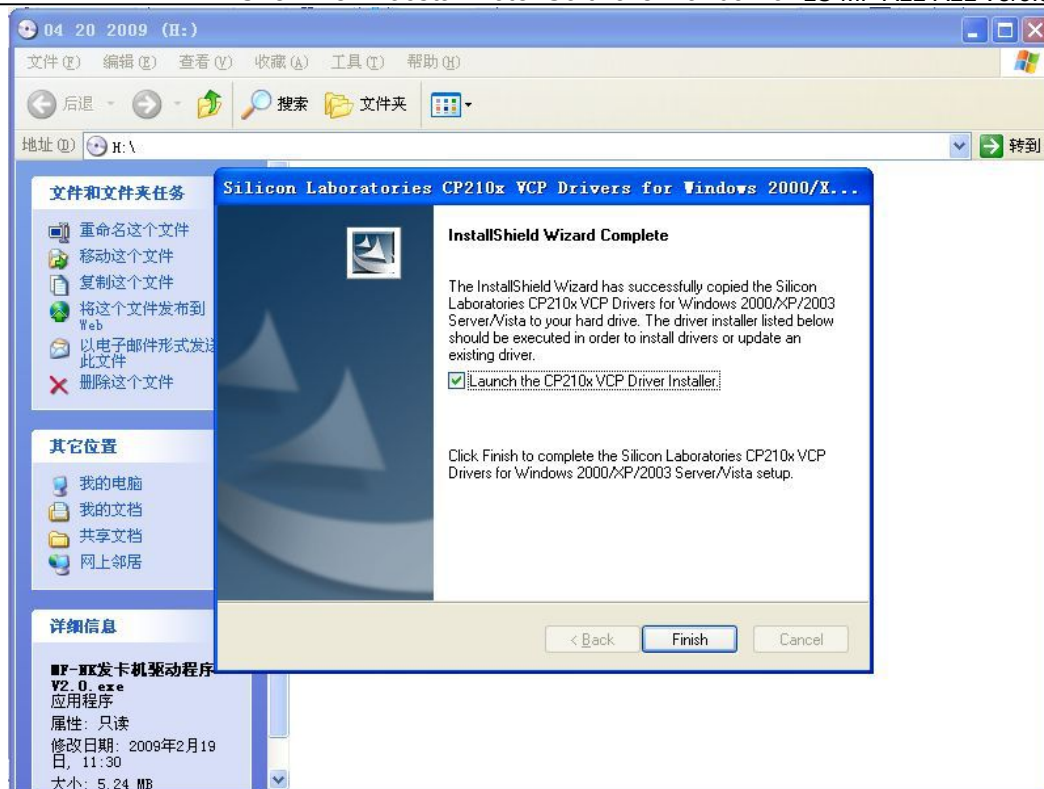 04 20 2009 (H:)
文件(F) 编辑(E) 查看(V) 收藏(A) 工具(T) 帮助(H)
后退 搜索 文件夹
地址(D) H:\ 转到
文件和文件夹任务
重命名这个文件
移动这个文件
复制这个文件
将这个文件发布到
Web
以电子邮件形式发送
此文件
删除这个文件
其它位置
我的电脑
我的文档
共享文档
网上邻居
详细信息
MF-NK发卡机驱动程序
V2.0.exe
应用程序
属性: 只读
修改日期: 2009年2月19
日, 11:30
大小: 5.24 MB
Silicon Laboratories CP210x VCP Drivers for Windows 2000/X...
InstallShield Wizard Complete
The InstallShield Wizard has successfully copied the Silicon
Laboratories CP210x VCP Drivers for Windows 2000/XP/2003
Server/Vista to your hard drive. The driver installer listed below
should be executed in order to install drivers or update an
existing driver.
Launch the CP210x VCP Driver Installer.
Click Finish to complete the Silicon Laboratories CP210x VCP
Drivers for Windows 2000/XP/2003 Server/Vista setup.
< Back Finish Cancel